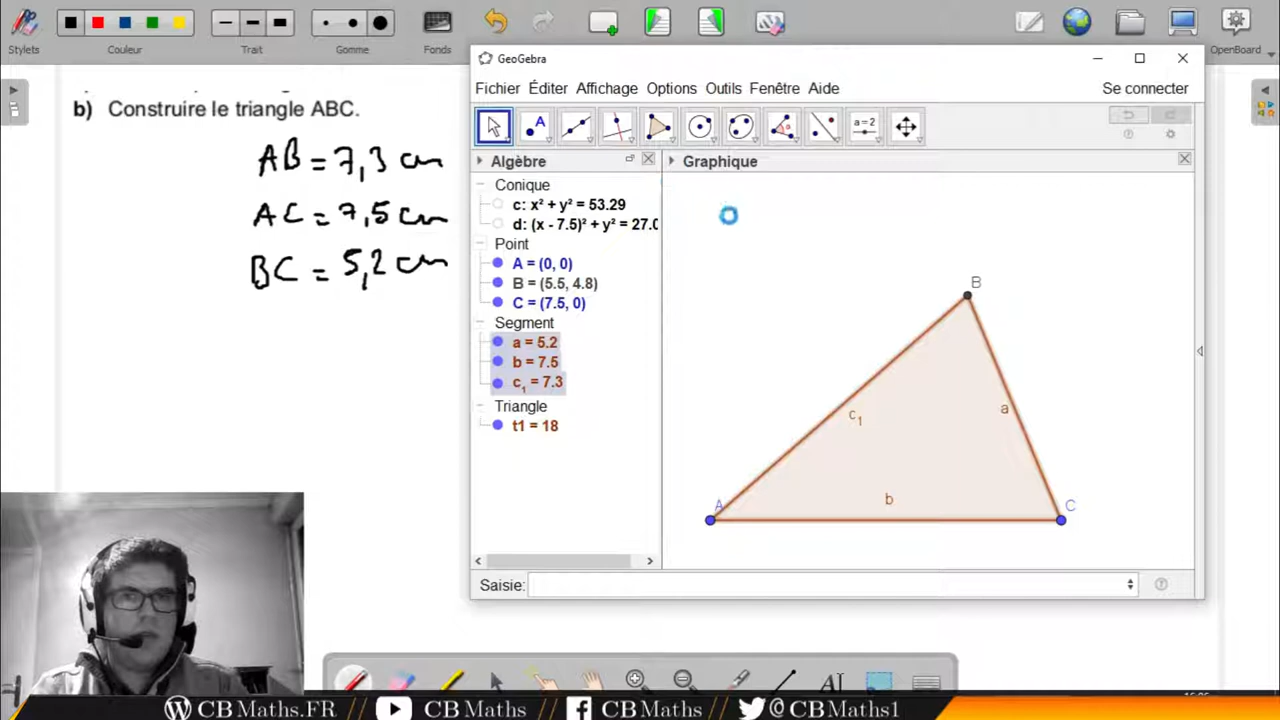 Stylets
Couleur
Trait
Gomme
Fonds
OpenBoard
b) Construire le triangle ABC.
AB = 7,3 cm
AC = 7,5 cm
BC = 5,2 cm
GeoGebra
Fichier Éditer Affichage Options Outils Fenêtre Aide
Se connecter
A
a=2
Algèbre
Graphique
Conique
c: x² + y² = 53.29
d: (x - 7.5)² + y² = 27.0
Point
A = (0, 0)
B = (5.5, 4.8)
C = (7.5, 0)
Segment
a = 5.2
b = 7.5
c₁ = 7.3
Triangle
t1 = 18
B
c₁
a
b
A
C
Saisie:
CBMaths.FR
CB Maths
CB Maths
@CBMaths1